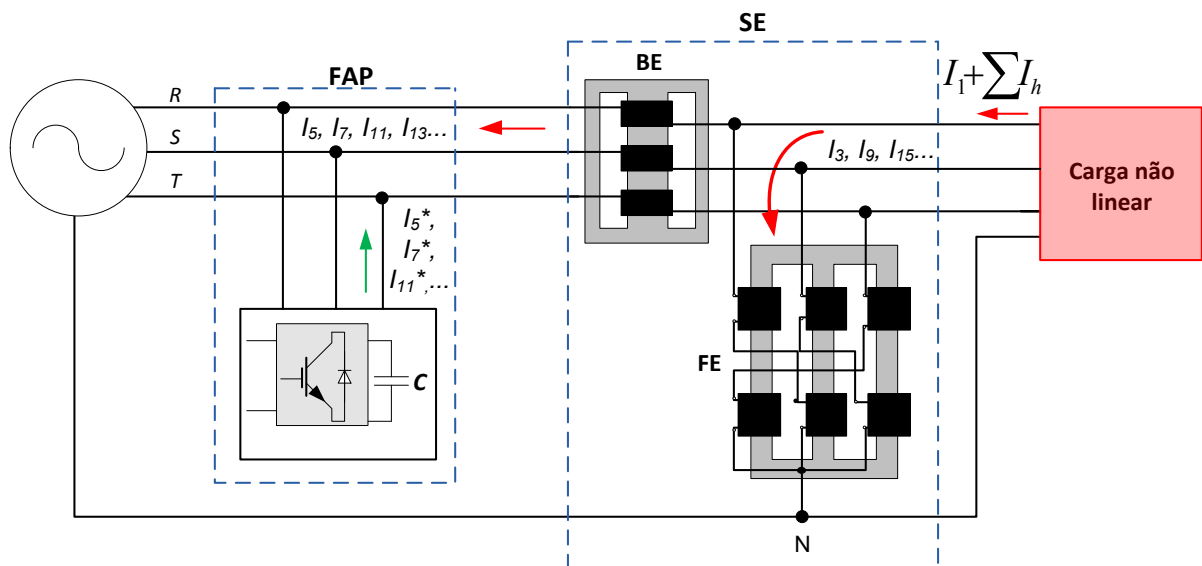 SE
BE
FAP
I₁+∑Iₕ
R
I₅, I₇, I₁₁, I₁₃...
S
I₃, I₉, I₁₅...
T
Carga não
linear
I₅*,
I₇*,
I₁₁*,...
FE
C
N